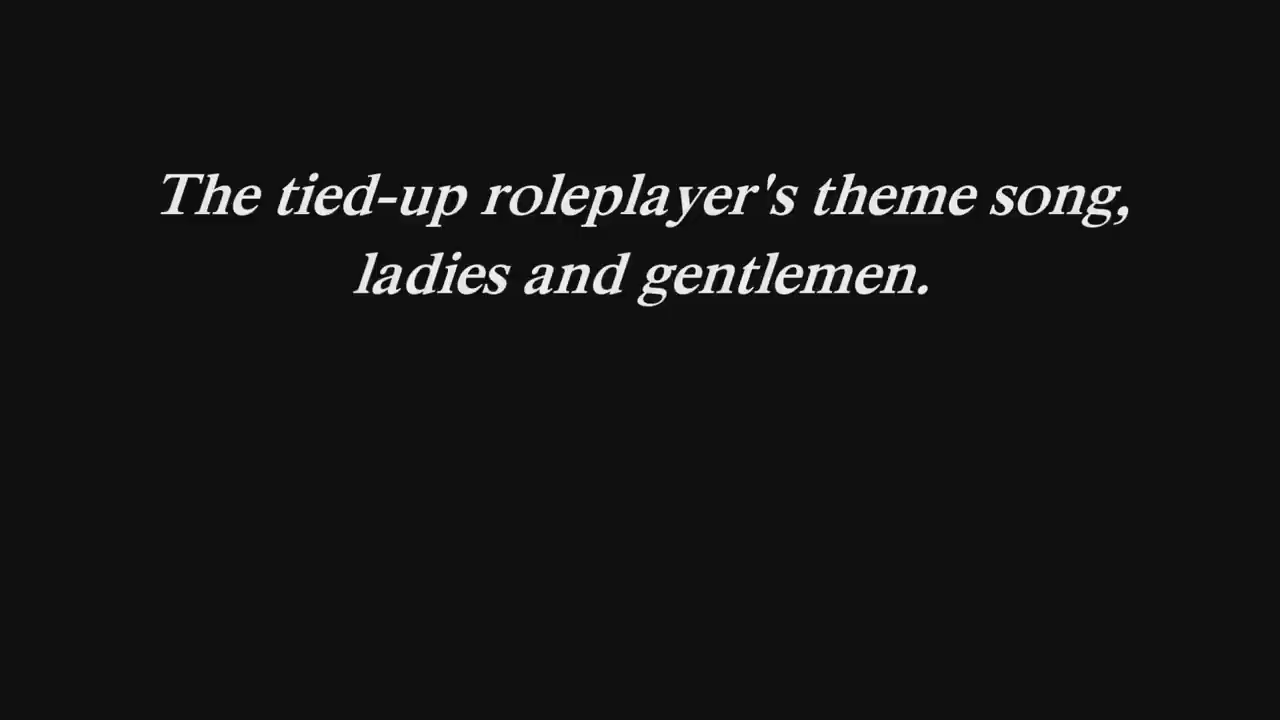 The tied-up roleplayer's theme song,
ladies and gentlemen.